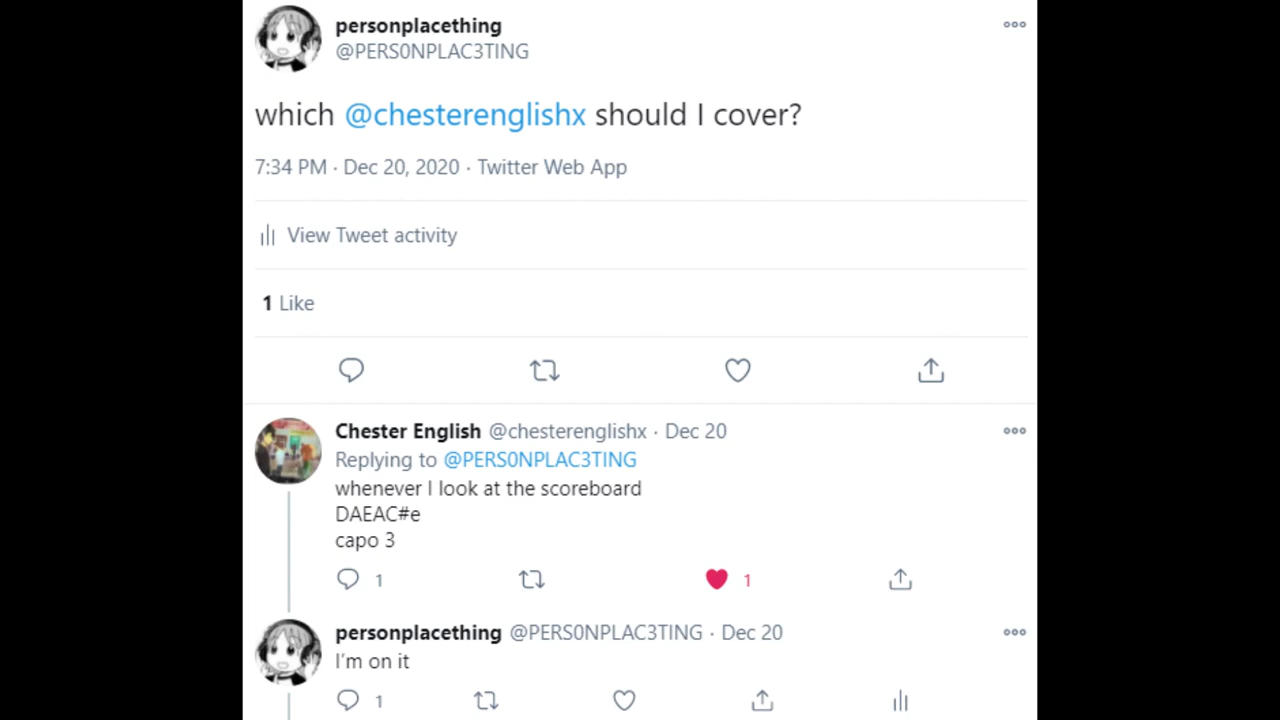 personplacething
@PERS0NPLAC3TING
which @chesterenglishx should I cover?
7:34 PM · Dec 20, 2020 · Twitter Web App
View Tweet activity
1 Like
Chester English @chesterenglishx · Dec 20
Replying to @PERS0NPLAC3TING
whenever I look at the scoreboard
DAEAC#e
capo 3
1 1
personplacething @PERS0NPLAC3TING · Dec 20
I'm on it
1